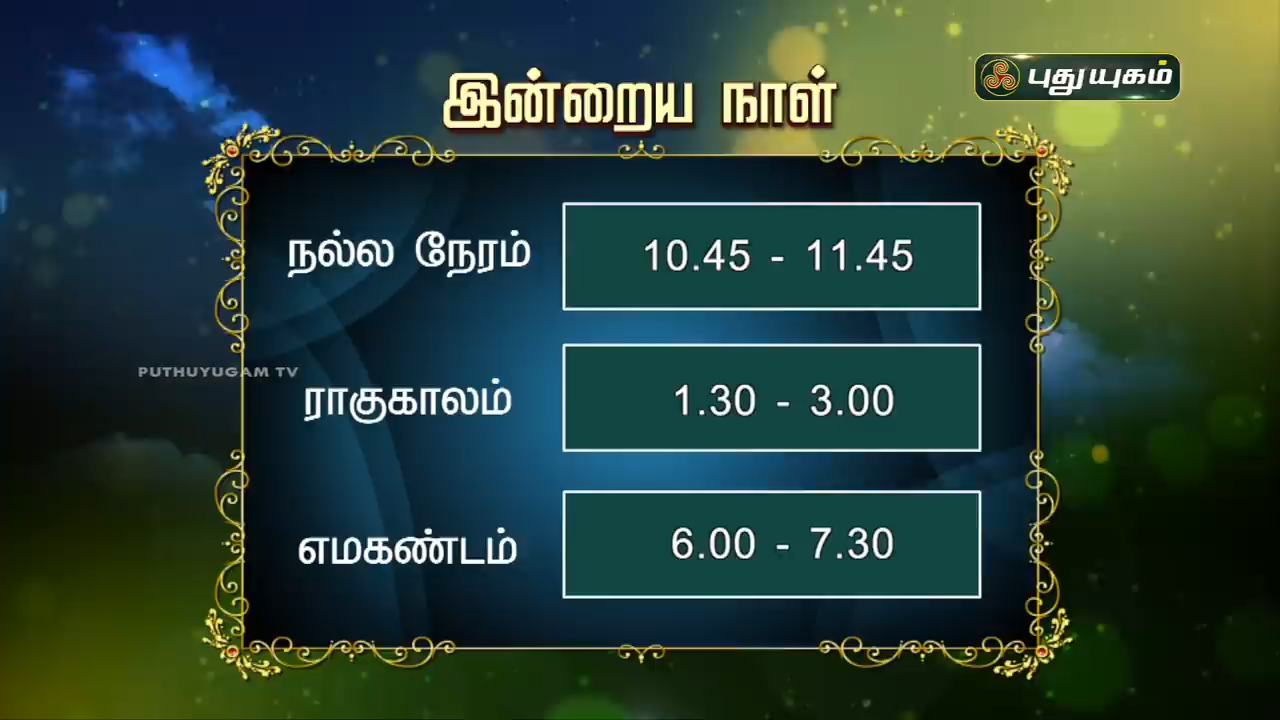 இன்றைய நாள்
புதுயுகம்
நல்ல நேரம் 10.45 - 11.45
PUTHUYUGAM TV
ராகுகாலம் 1.30 - 3.00
எமகண்டம் 6.00 - 7.30